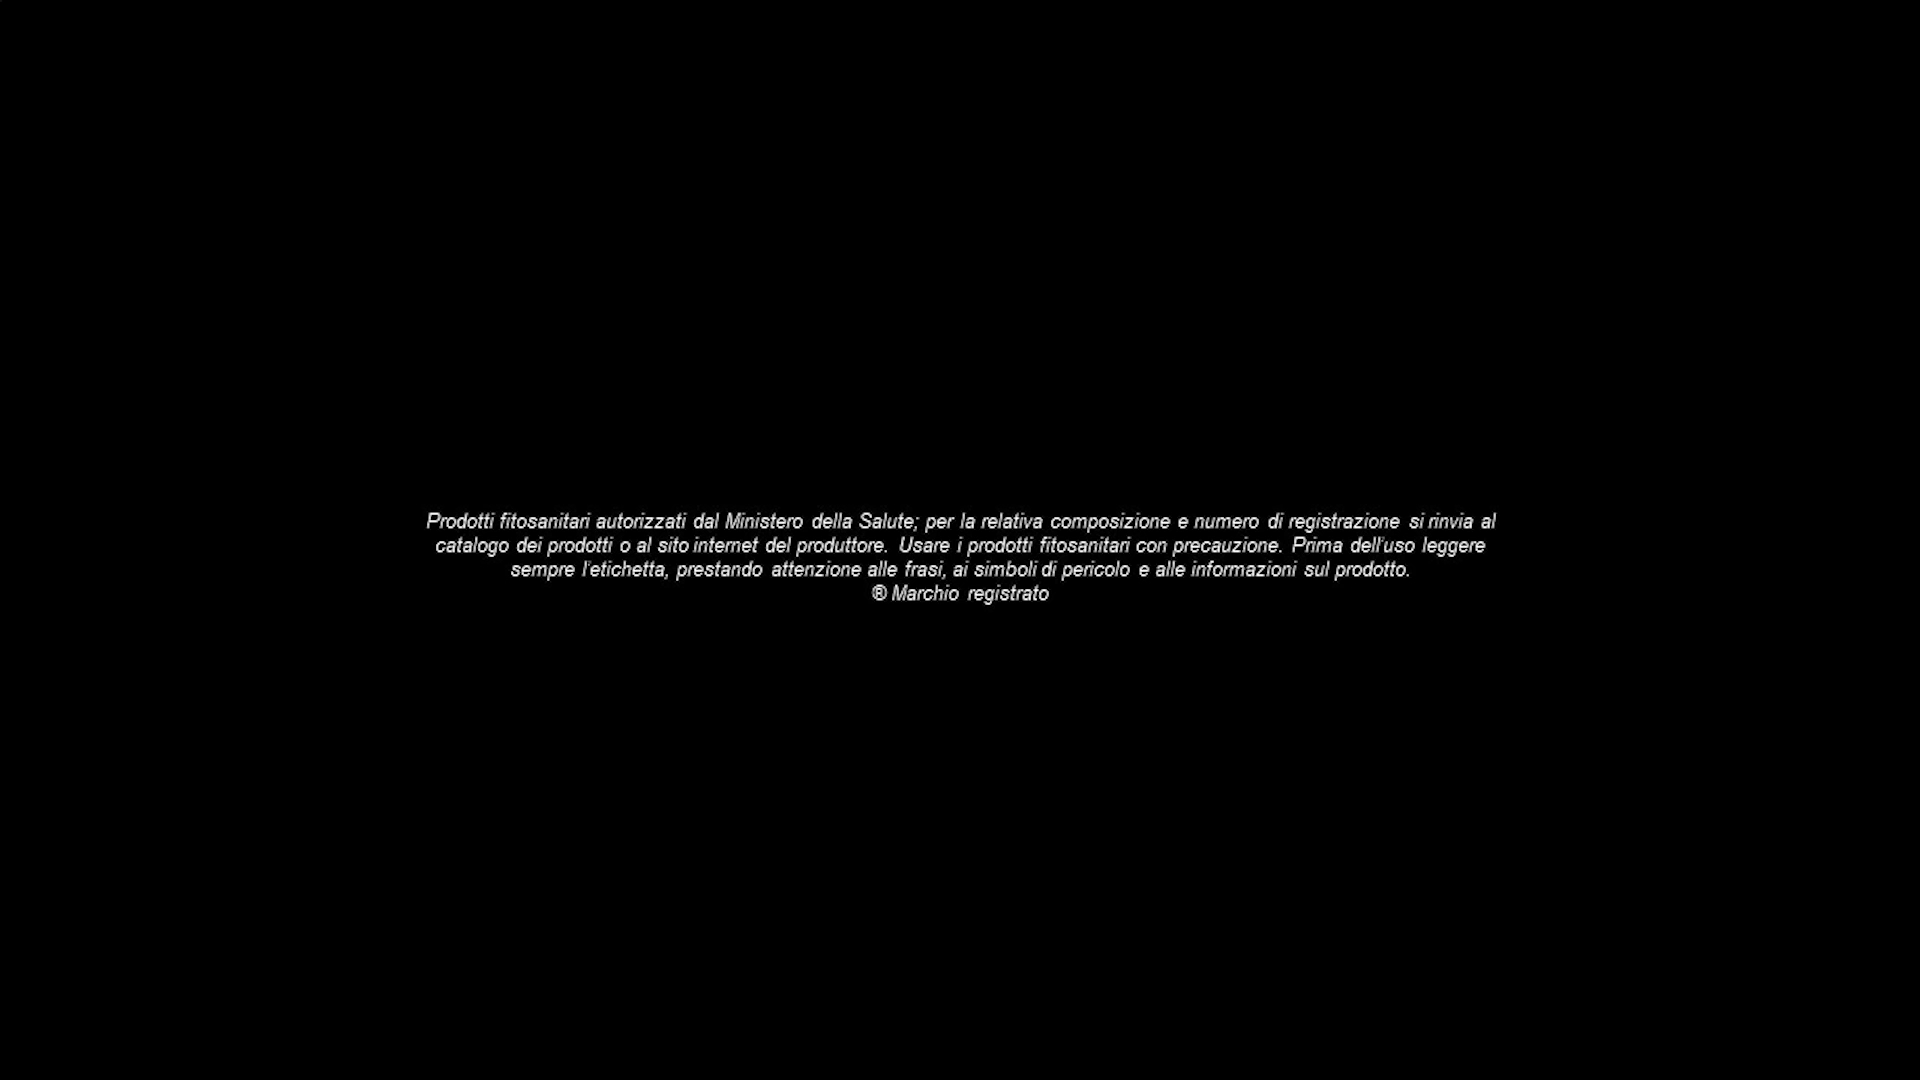 Prodotti fitosanitari autorizzati dal Ministero della Salute; per la relativa composizione e numero di registrazione si rinvia al
catalogo dei prodotti o al sito internet del produttore. Usare i prodotti fitosanitari con precauzione. Prima dell'uso leggere
sempre l'etichetta, prestando attenzione alle frasi, ai simboli di pericolo e alle informazioni sul prodotto.
® Marchio registrato